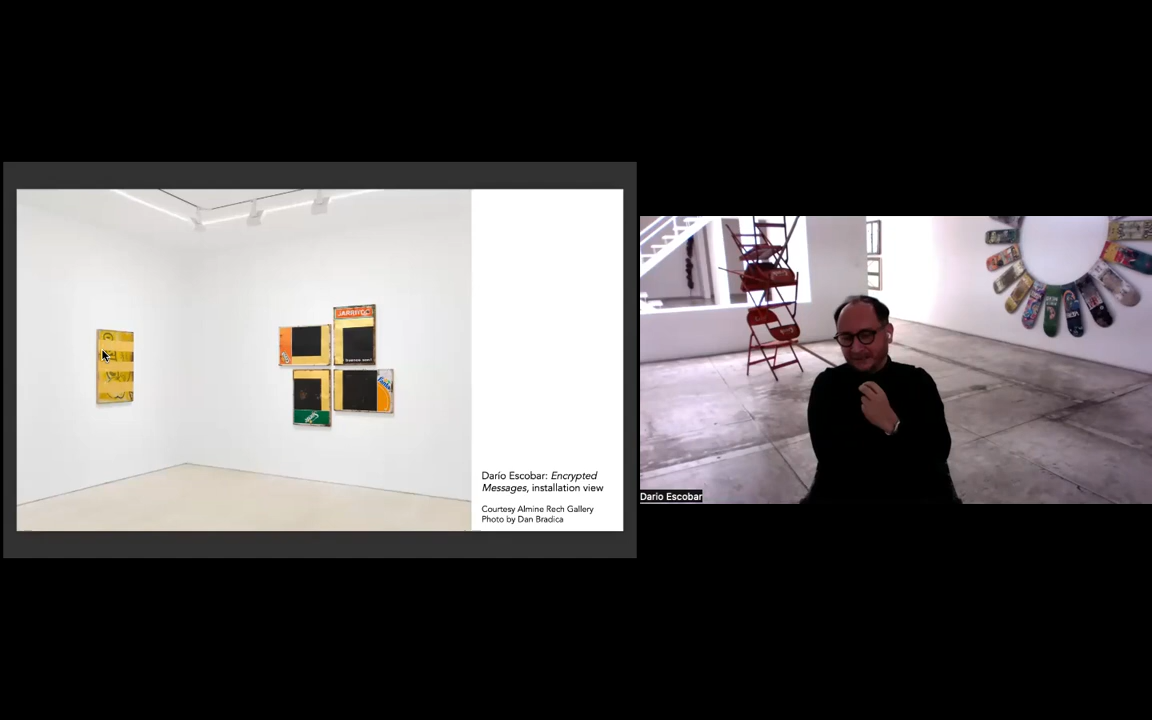 JARRITOS
Fanta
Darío Escobar: Encrypted
Messages, installation view
Courtesy Almine Rech Gallery
Photo by Dan Bradica
Dario Escobar